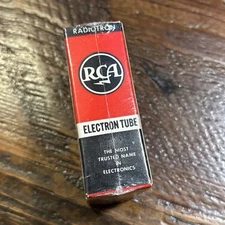 RADIOTRON
RCA
ELECTRON TUBE
THE MOST
TRUSTED NAME
IN
ELECTRONICS